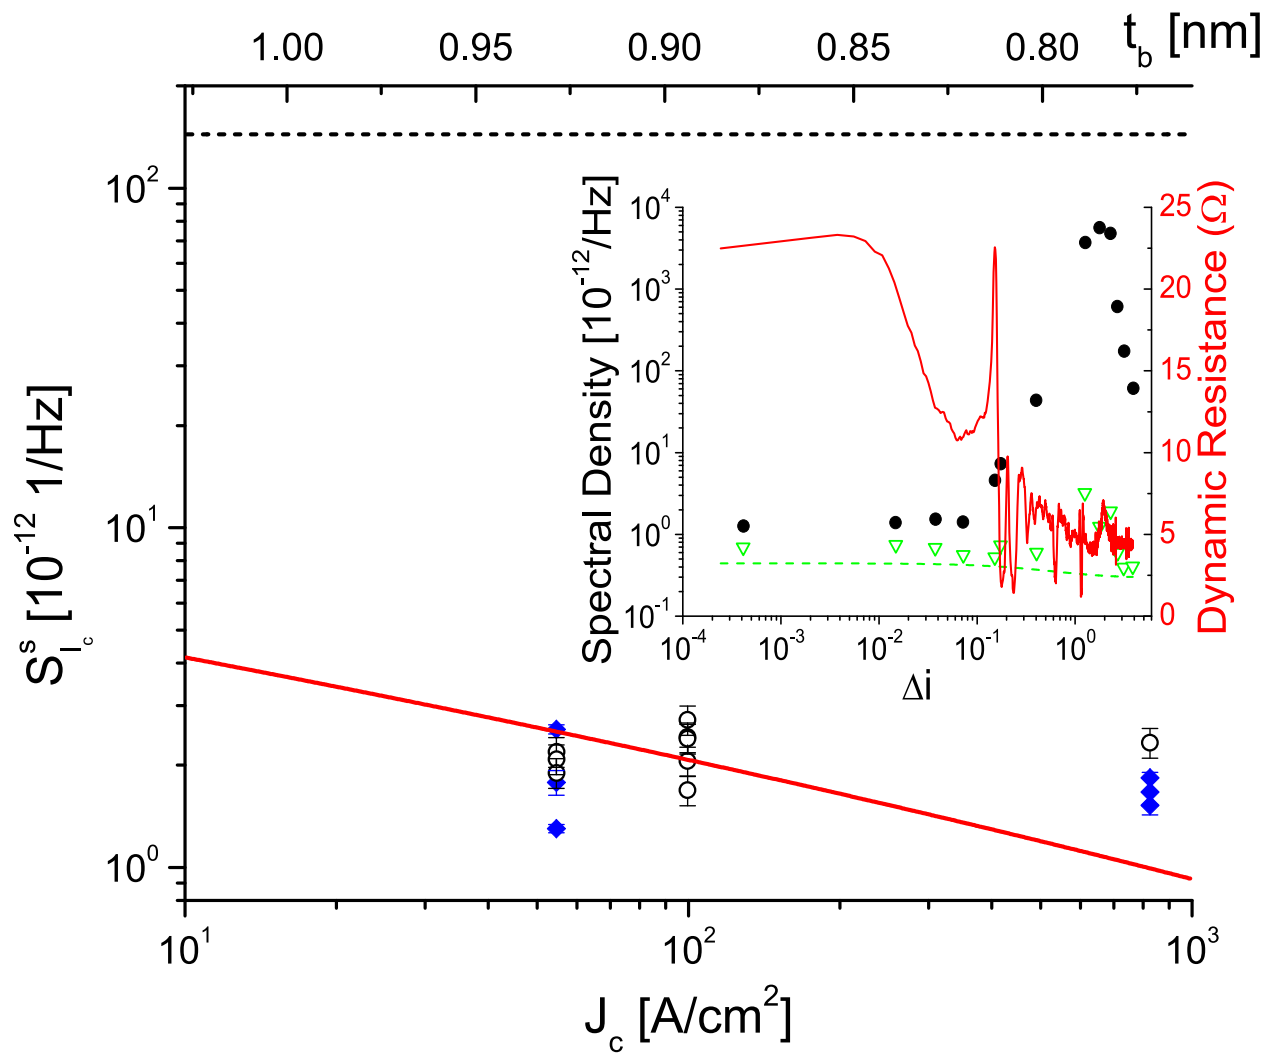 1.00 0.95 0.90 0.85 0.80 t_b [nm]
10^2
10^1
10^0
S^s_{I_c} [10^-12 1/Hz]
10^1 10^2 10^3
J_c [A/cm^2]
Spectral Density [10^-12/Hz]
10^4
10^3
10^2
10^1
10^0
10^-1
10^-4 10^-3 10^-2 10^-1 10^0
Δi
25
20
15
10
5
0
Dynamic Resistance (Ω)